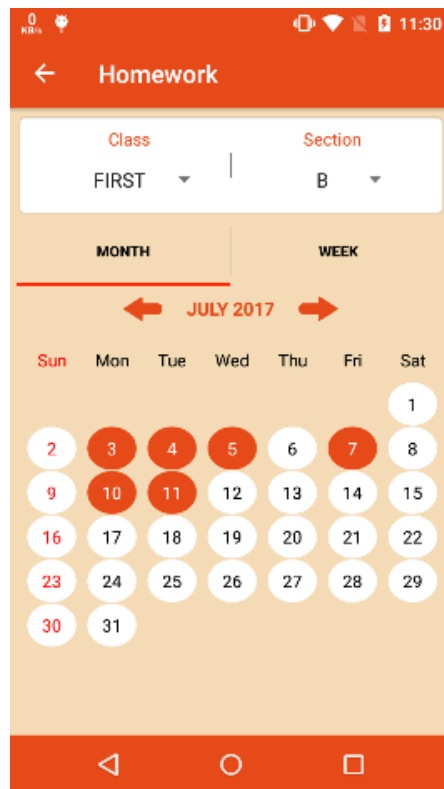 0 KB/s 11:30
Homework
Class Section
FIRST B
MONTH WEEK
JULY 2017
Sun Mon Tue Wed Thu Fri Sat
1
2 3 4 5 6 7 8
9 10 11 12 13 14 15
16 17 18 19 20 21 22
23 24 25 26 27 28 29
30 31